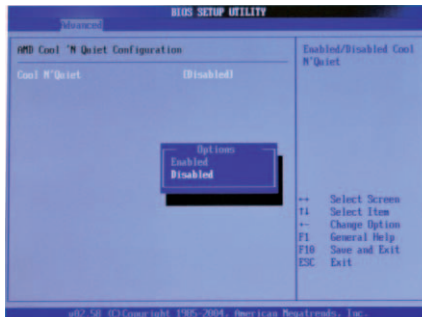 BIOS SETUP UTILITY
Advanced
AMD Cool 'N Quiet Configuration
Cool N'Quiet [Disabled]
Enabled/Disabled Cool
N'Quiet
Options
Enabled
Disabled
↔ Select Screen
↑↓ Select Item
+- Change Option
F1 General Help
F10 Save and Exit
ESC Exit
v02.58 (C)Copyright 1985-2004, American Megatrends, Inc.